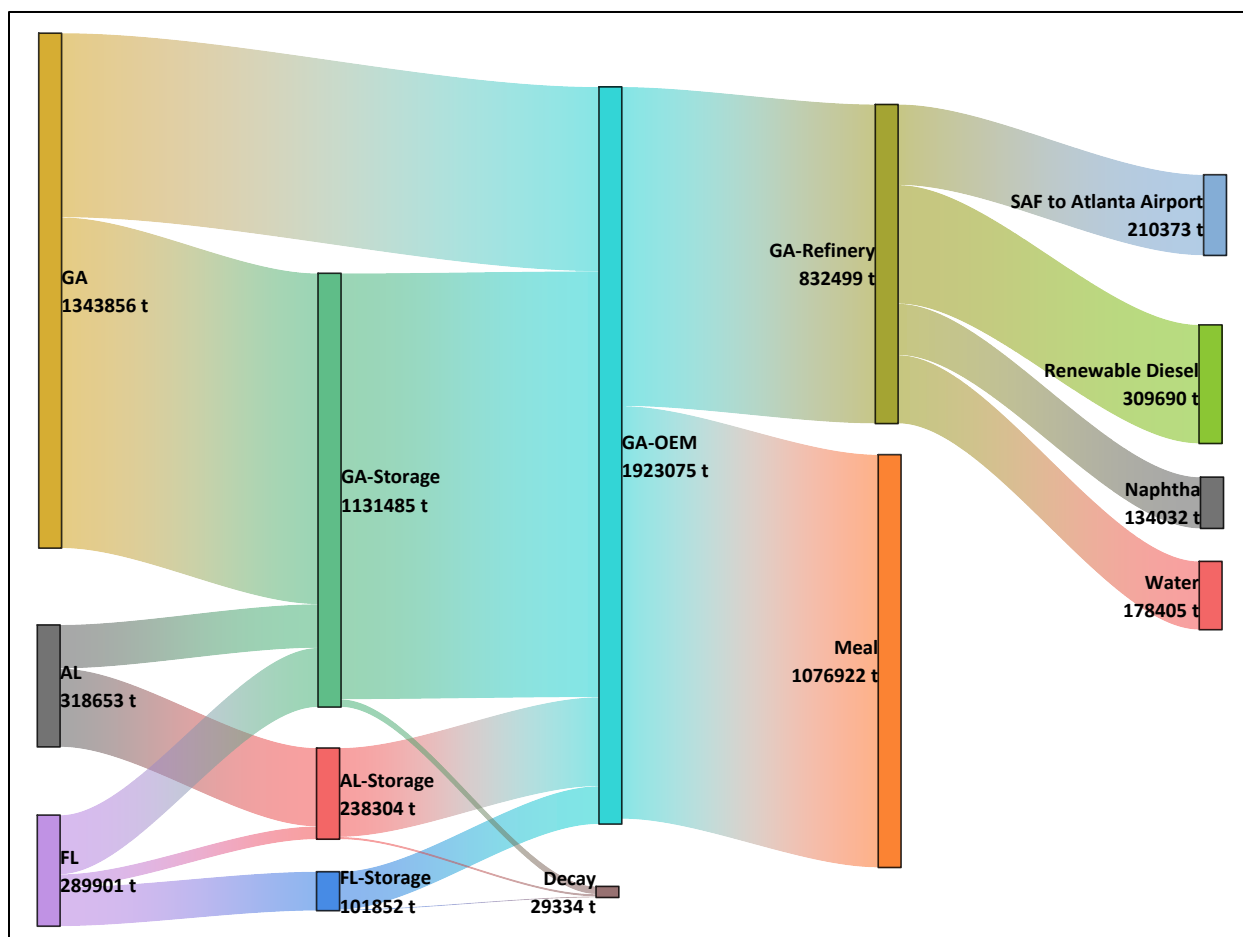 GA
1343856 t
AL
318653 t
FL
289901 t
GA-Storage
1131485 t
AL-Storage
238304 t
FL-Storage
101852 t
GA-OEM
1923075 t
Decay
29334 t
GA-Refinery
832499 t
Meal
1076922 t
SAF to Atlanta Airport
210373 t
Renewable Diesel
309690 t
Naphtha
134032 t
Water
178405 t